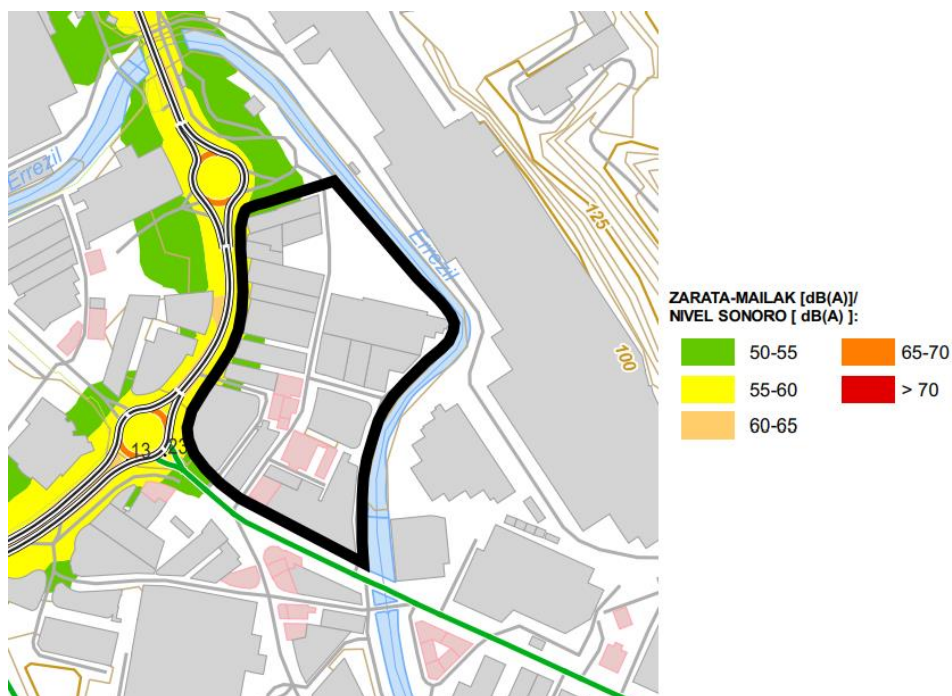 Errezil
Errezil
125
100
13
23
ZARATA-MAILAK [dB(A)]/
NIVEL SONORO [ dB(A) ]:
50-55
65-70
55-60
> 70
60-65